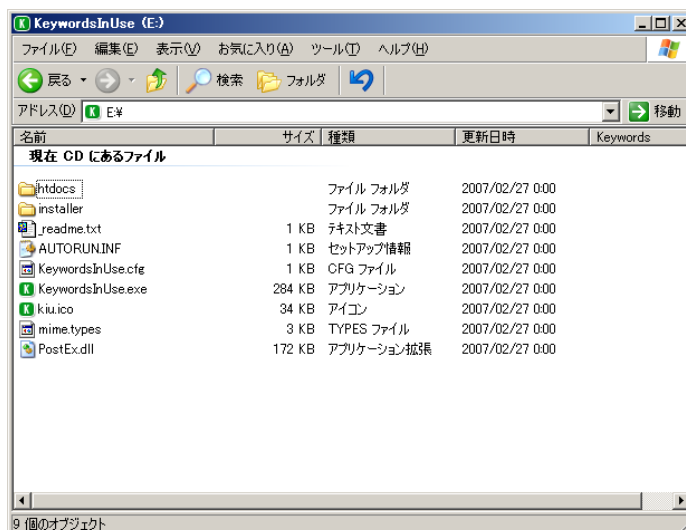 KeywordsInUse (E:)
ファイル(F) 編集(E) 表示(V) お気に入り(A) ツール(T) ヘルプ(H)
戻る 検索 フォルダ
アドレス(D) E:¥ 移動
名前 サイズ 種類 更新日時 Keywords
現在 CD にあるファイル
htdocs ファイル フォルダ 2007/02/27 0:00
installer ファイル フォルダ 2007/02/27 0:00
_readme.txt 1 KB テキスト文書 2007/02/27 0:00
AUTORUN.INF 1 KB セットアップ情報 2007/02/27 0:00
KeywordsInUse.cfg 1 KB CFG ファイル 2007/02/27 0:00
KeywordsInUse.exe 284 KB アプリケーション 2007/02/27 0:00
kiu.ico 34 KB アイコン 2007/02/27 0:00
mime.types 3 KB TYPES ファイル 2007/02/27 0:00
PostEx.dll 172 KB アプリケーション拡張 2007/02/27 0:00
9 個のオブジェクト